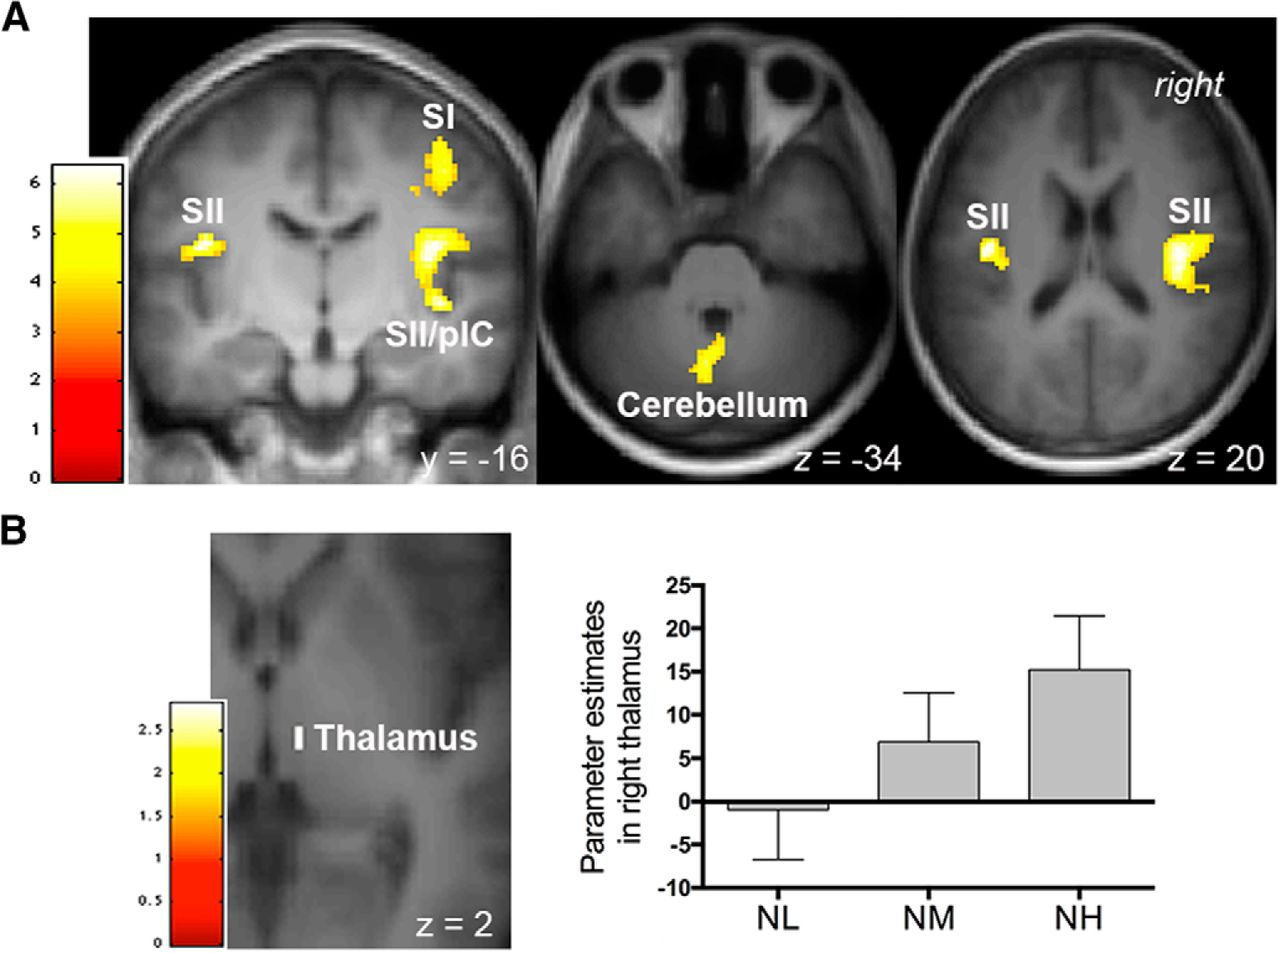 A
right
SI
SII
SII
SII
SII/pIC
Cerebellum
6
5
4
3
2
1
0
y = -16
z = -34
z = 20
B
Thalamus
2.5
2
1.5
1
0.5
0
z = 2
Parameter estimates
in right thalamus
25
20
15
10
5
0
-5
-10
NL
NM
NH